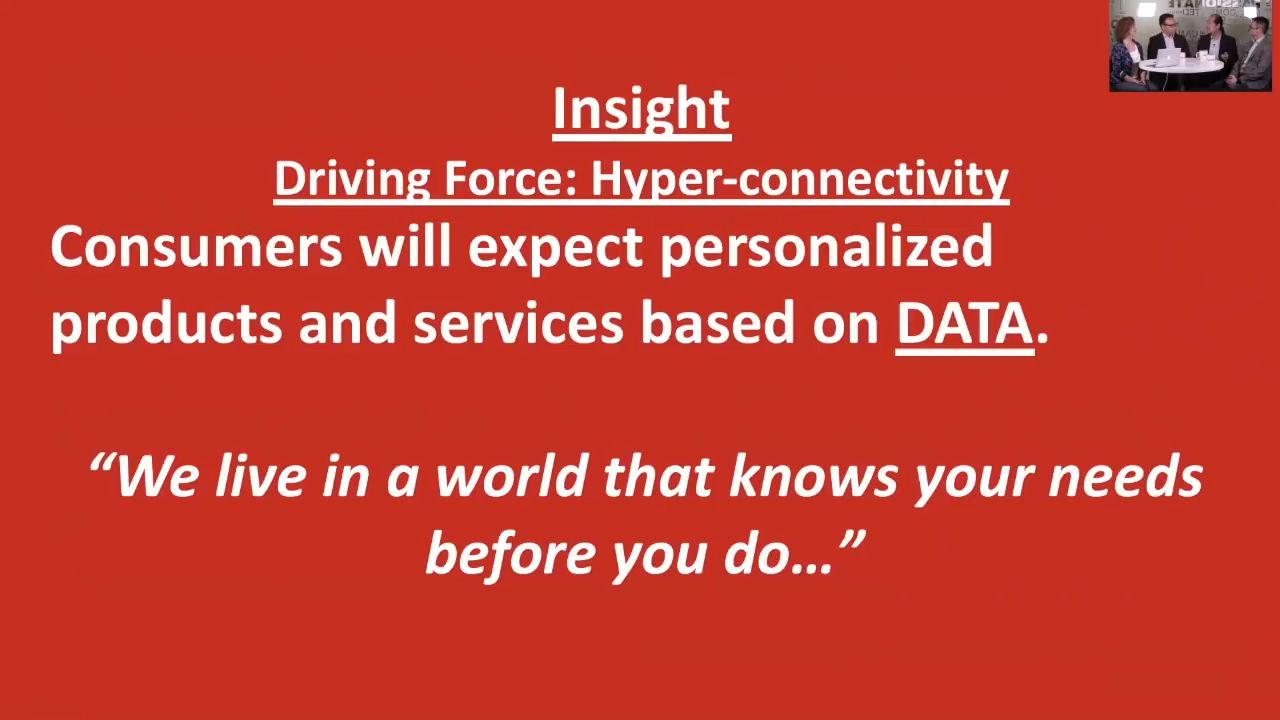 Insight
Driving Force: Hyper-connectivity
Consumers will expect personalized
products and services based on DATA.
“We live in a world that knows your needs
before you do…”